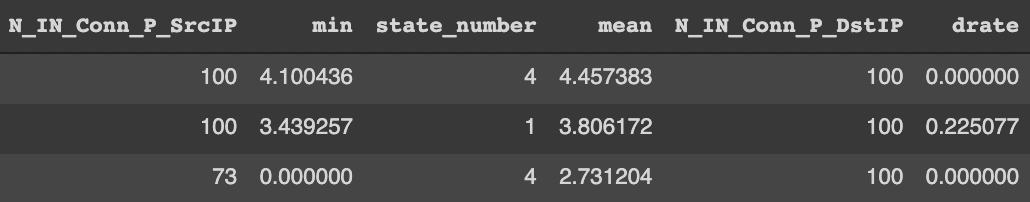 N_IN_Conn_P_SrcIP min state_number mean N_IN_Conn_P_DstIP drate
100 4.100436 4 4.457383 100 0.000000
100 3.439257 1 3.806172 100 0.225077
73 0.000000 4 2.731204 100 0.000000